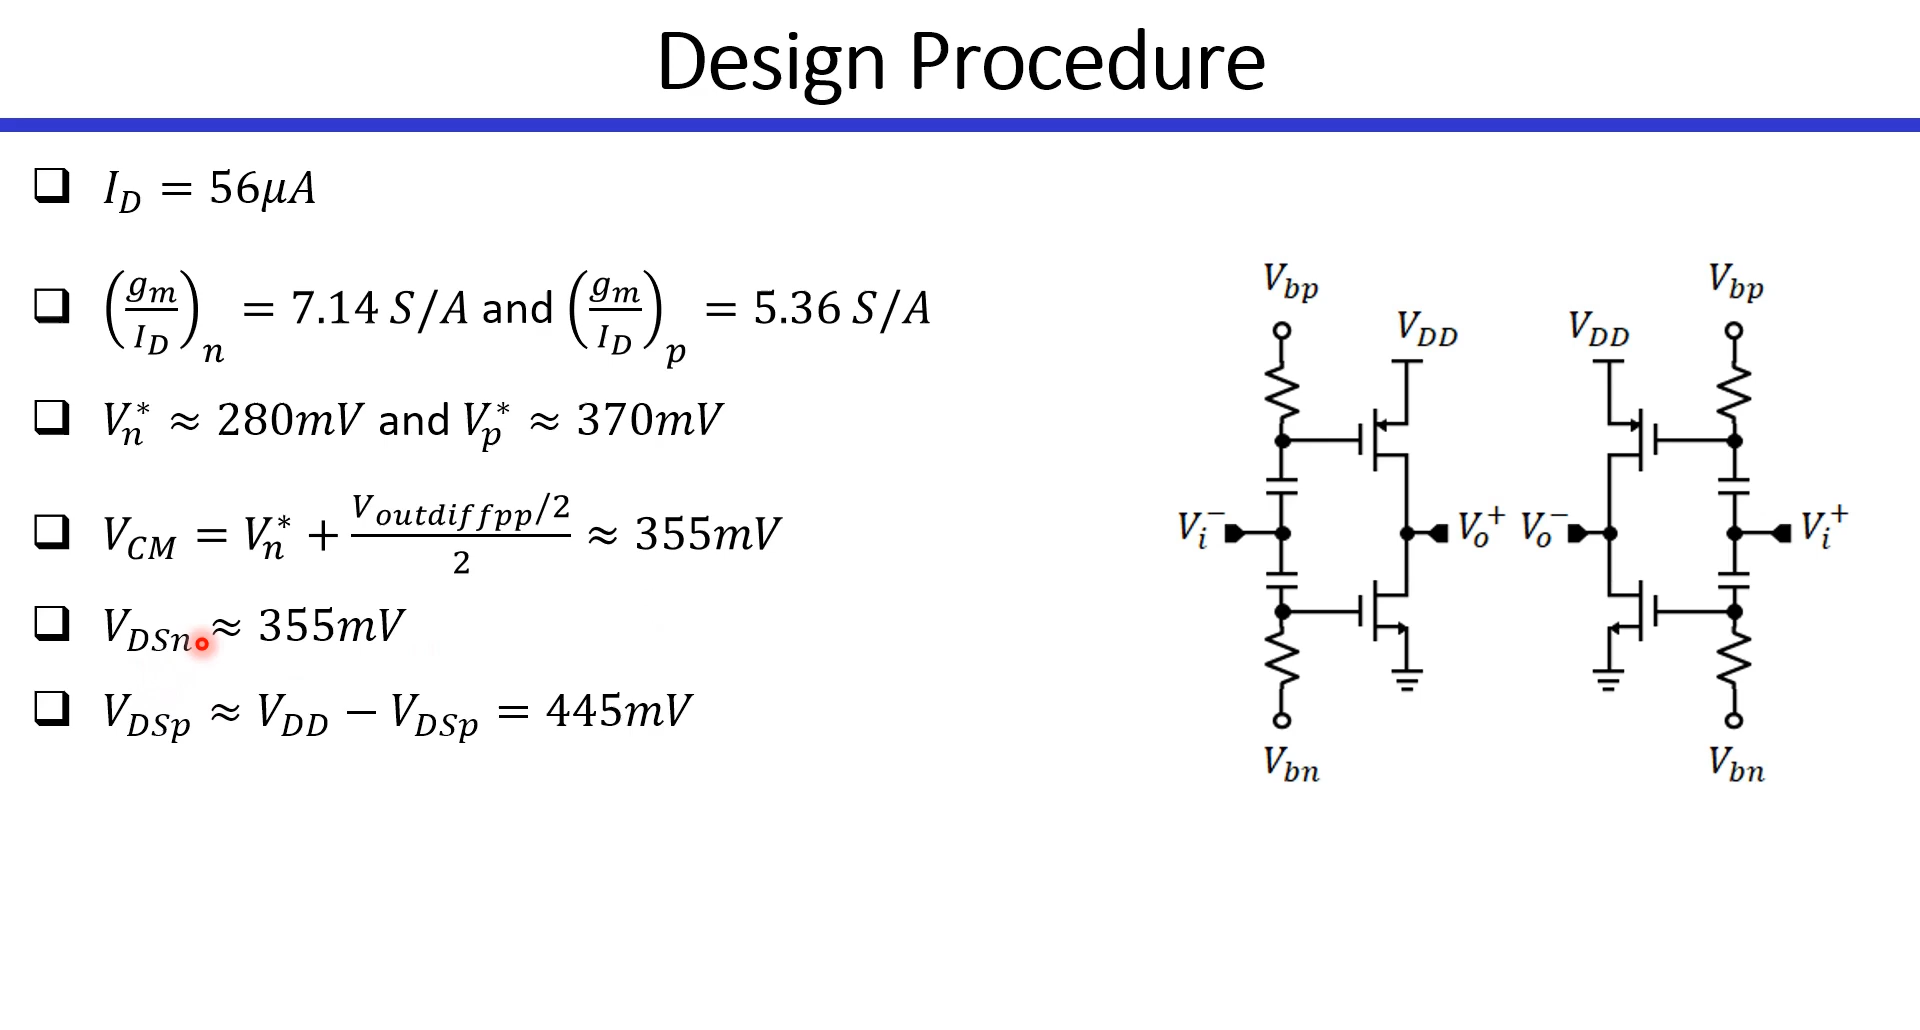 Design Procedure
❑ I_D = 56μA
❑ (g_m/I_D)_n = 7.14 S/A and (g_m/I_D)_p = 5.36 S/A
❑ V_n^* ≈ 280mV and V_p^* ≈ 370mV
❑ V_CM = V_n^* + (V_outdiffpp/2)/2 ≈ 355mV
❑ V_DSn ≈ 355mV
❑ V_DSp ≈ V_DD − V_DSp = 445mV
V_bp V_bp
V_DD V_DD
V_i^− V_o^+ V_o^− V_i^+
V_bn V_bn